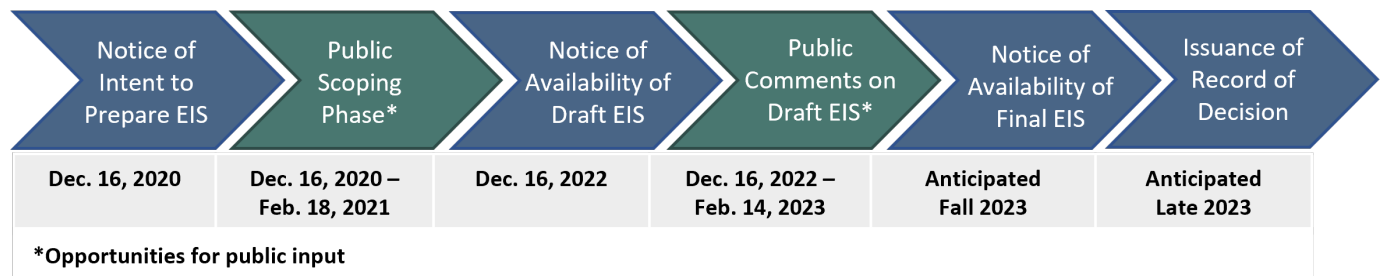 Notice of
Intent to
Prepare EIS
Public
Scoping
Phase*
Notice of
Availability of
Draft EIS
Public
Comments on
Draft EIS*
Notice of
Availability of
Final EIS
Issuance of
Record of
Decision
Dec. 16, 2020
Dec. 16, 2020 –
Feb. 18, 2021
Dec. 16, 2022
Dec. 16, 2022 –
Feb. 14, 2023
Anticipated
Fall 2023
Anticipated
Late 2023
*Opportunities for public input